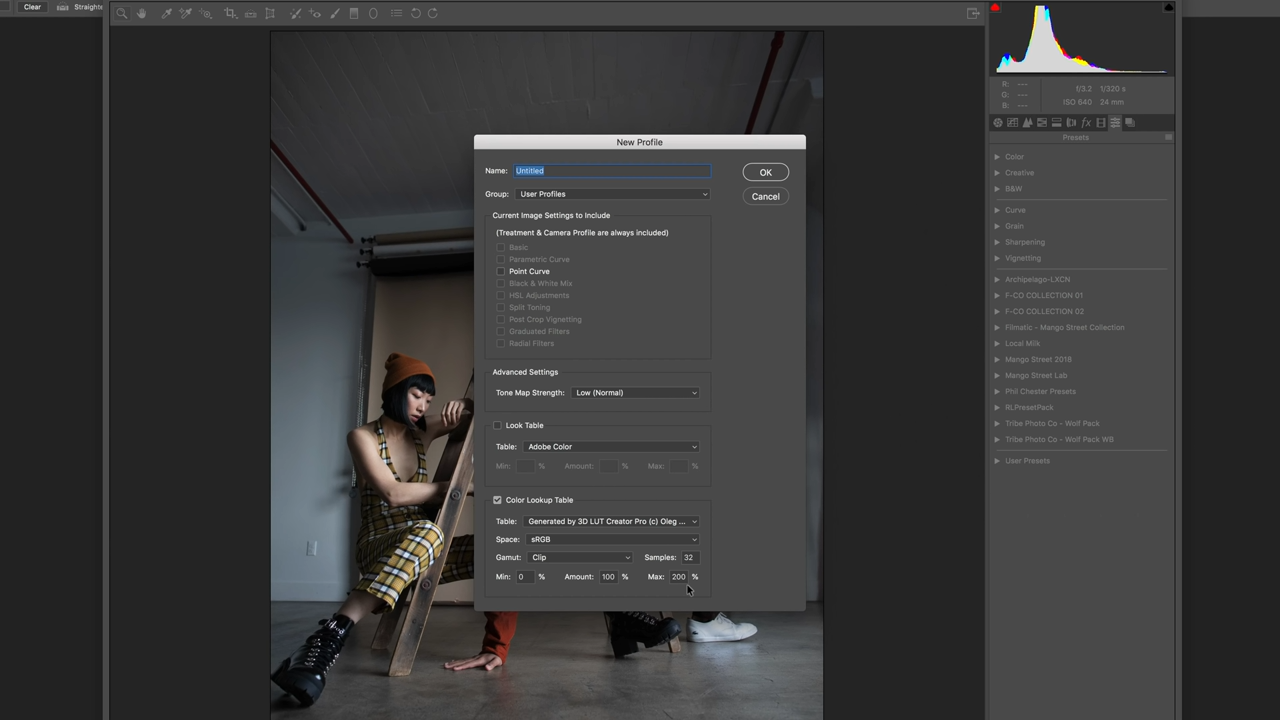 Clear
Straighte
R: ---
G: ---
B: ---
f/3.2 1/320 s
ISO 640 24 mm
Presets
Color
Creative
B&W
Curve
Grain
Sharpening
Vignetting
Archipelago-LXCN
F-CO COLLECTION 01
F-CO COLLECTION 02
Filmatic - Mango Street Collection
Local Milk
Mango Street 2018
Mango Street Lab
Phil Chester Presets
RLPresetPack
Tribe Photo Co - Wolf Pack
Tribe Photo Co - Wolf Pack WB
User Presets
New Profile
Name: Untitled
OK
Group: User Profiles
Cancel
Current Image Settings to Include
(Treatment & Camera Profile are always included)
Basic
Parametric Curve
Point Curve
Black & White Mix
HSL Adjustments
Split Toning
Post Crop Vignetting
Graduated Filters
Radial Filters
Advanced Settings
Tone Map Strength: Low (Normal)
Look Table
Table: Adobe Color
Min: % Amount: % Max: %
Color Lookup Table
Table: Generated by 3D LUT Creator Pro (c) Oleg ...
Space: sRGB
Gamut: Clip Samples: 32
Min: 0 % Amount: 100 % Max: 200 %